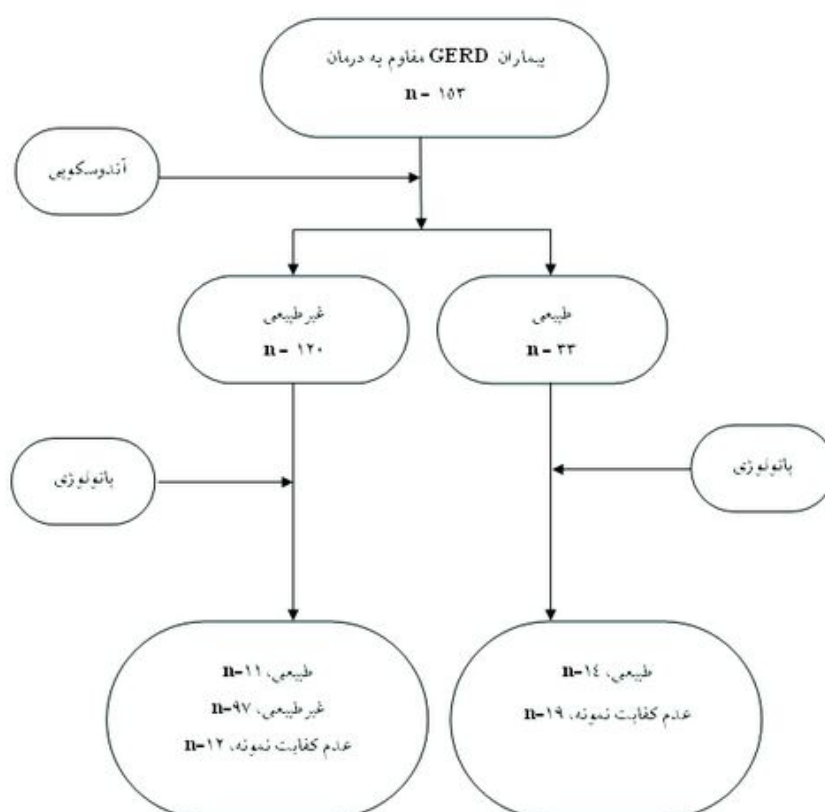 بیماران GERD مقاوم به درمان
n = ۱۵۳
آندوسکوپی
طبیعی
n = ۳۳
غیرطبیعی
n = ۱۲۰
پاتولوژی
پاتولوژی
طبیعی، n=۱٤
عدم کفایت نمونه، n=۱۹
طبیعی، n=۱۱
غیرطبیعی، n=۹۷
عدم کفایت نمونه، n=۱۲